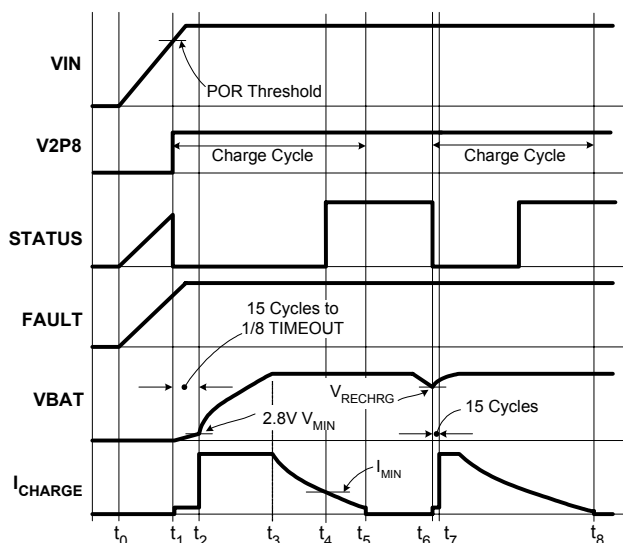 VIN
POR Threshold
V2P8
Charge Cycle
Charge Cycle
STATUS
FAULT
15 Cycles to
1/8 TIMEOUT
VBAT
VRECHRG
15 Cycles
2.8V VMIN
ICHARGE
IMIN
t0 t1 t2 t3 t4 t5 t6 t7 t8